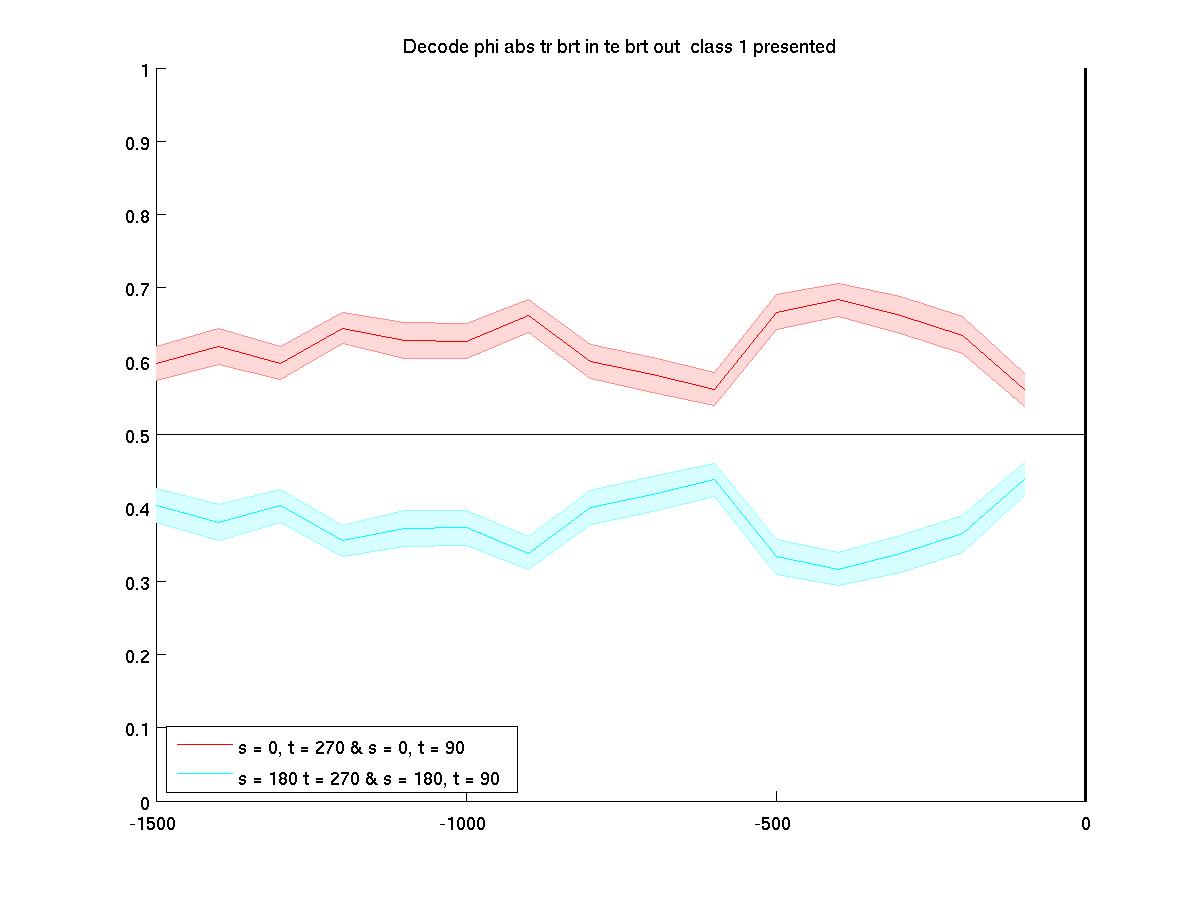 Decode phi abs tr brt in te brt out  class 1 presented
1
0.9
0.8
0.7
0.6
0.5
0.4
0.3
0.2
0.1
0
s = 0, t = 270 & s = 0, t = 90
s = 180 t = 270 & s = 180, t = 90
-1500 -1000 -500 0